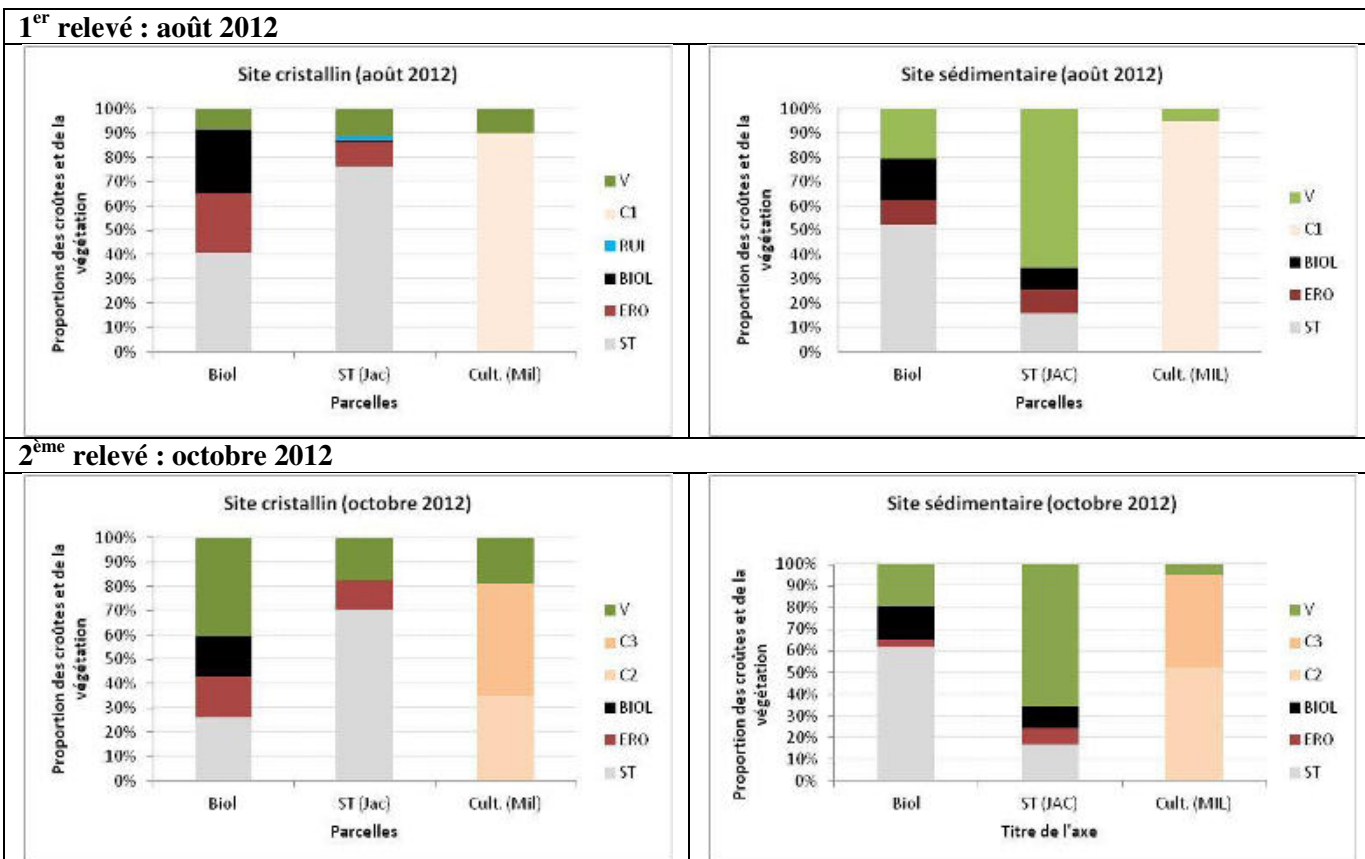 1er relevé : août 2012
Site cristallin (août 2012)
Proportions des croûtes et de la
végétation
100%
90%
80%
70%
60%
50%
40%
30%
20%
10%
0%
Biol ST (Jac) Cult. (Mil)
Parcelles
V
C1
RUI
BIOL
ERO
ST
Site sédimentaire (août 2012)
Proportion des croûtes et de la
végétation
100%
90%
80%
70%
60%
50%
40%
30%
20%
10%
0%
Biol ST (JAC) Cult. (MIL)
Parcelles
V
C1
BIOL
ERO
ST
2ème relevé : octobre 2012
Site cristallin (octobre 2012)
Proportion des croûtes et de la
végétation
100%
90%
80%
70%
60%
50%
40%
30%
20%
10%
0%
Biol ST (Jac) Cult. (Mil)
Parcelles
V
C3
C2
BIOL
ERO
ST
Site sédimentaire (octobre 2012)
Proportion des croûtes et de la
végétation
100%
90%
80%
70%
60%
50%
40%
30%
20%
10%
0%
Biol ST (JAC) Cult. (MIL)
Titre de l'axe
V
C3
C2
BIOL
ERO
ST